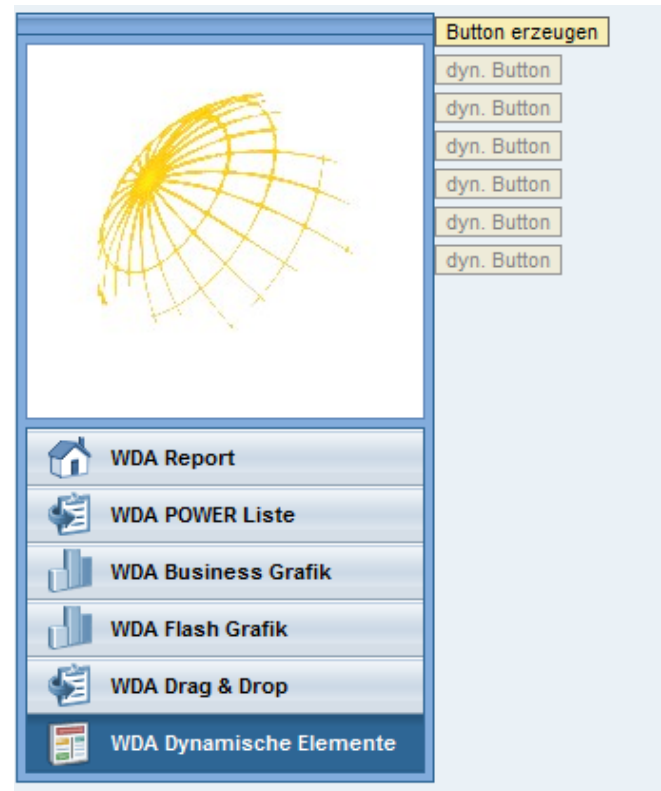 Button erzeugen
dyn. Button
dyn. Button
dyn. Button
dyn. Button
dyn. Button
dyn. Button
WDA Report
WDA POWER Liste
WDA Business Grafik
WDA Flash Grafik
WDA Drag & Drop
WDA Dynamische Elemente